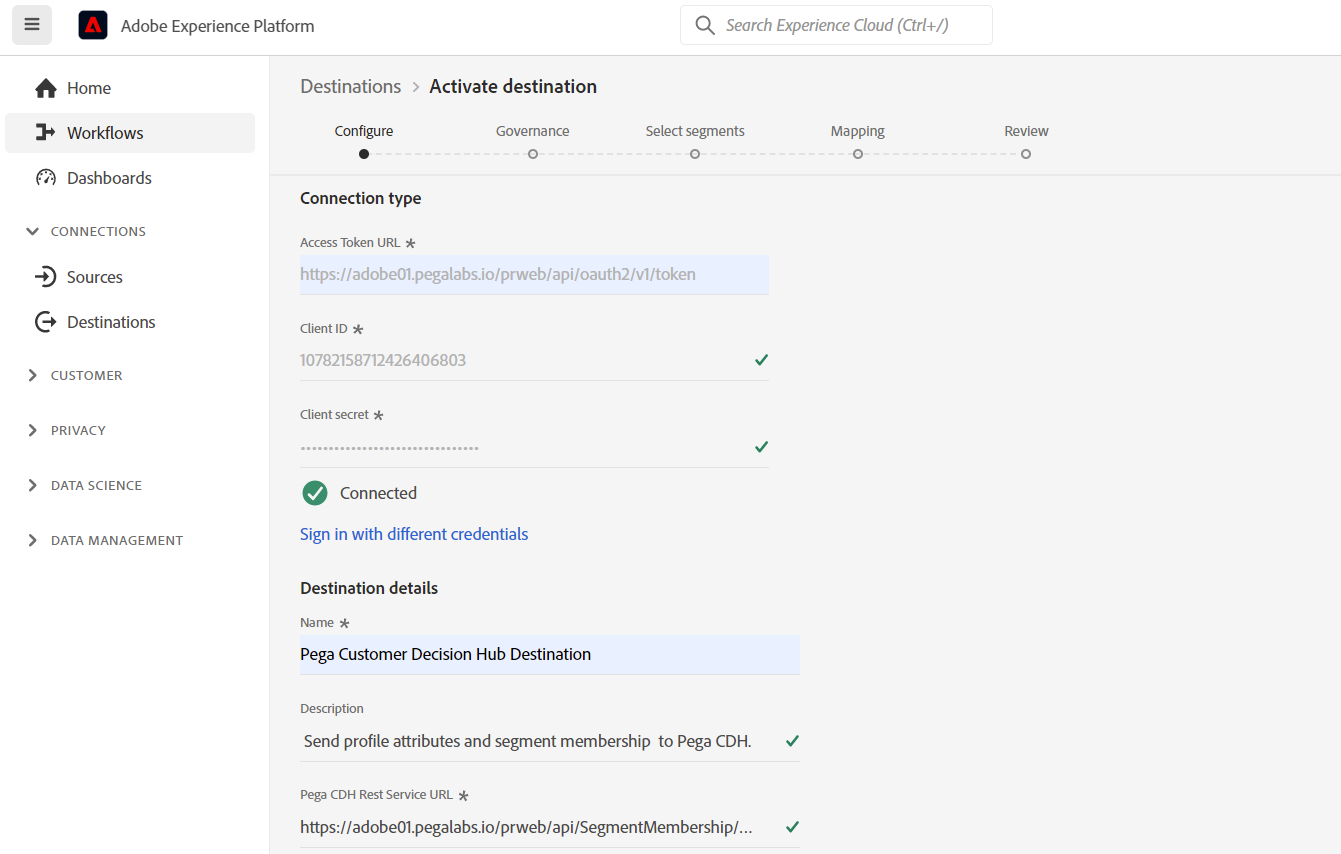 Adobe Experience Platform
Search Experience Cloud (Ctrl+/)
Home
Workflows
Dashboards
CONNECTIONS
Sources
Destinations
CUSTOMER
PRIVACY
DATA SCIENCE
DATA MANAGEMENT
Destinations > Activate destination
Configure Governance Select segments Mapping Review
Connection type
Access Token URL *
https://adobe01.pegalabs.io/prweb/api/oauth2/v1/token
Client ID *
10782158712426406803
Client secret *
••••••••••••••••••••••••••••••••
Connected
Sign in with different credentials
Destination details
Name *
Pega Customer Decision Hub Destination
Description
Send profile attributes and segment membership  to Pega CDH.
Pega CDH Rest Service URL *
https://adobe01.pegalabs.io/prweb/api/SegmentMembership/...